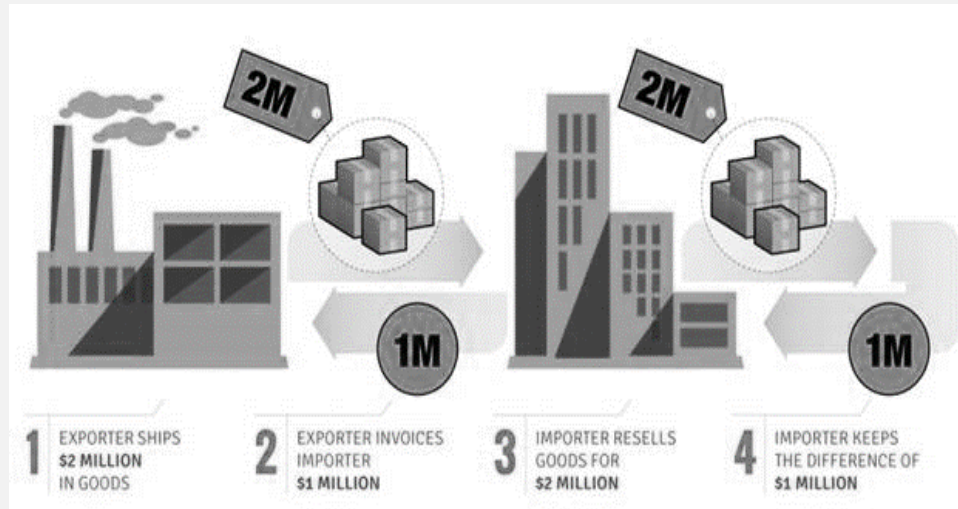 2M
2M
1M
1M
1 EXPORTER SHIPS
$2 MILLION
IN GOODS
2 EXPORTER INVOICES
IMPORTER
$1 MILLION
3 IMPORTER RESELLS
GOODS FOR
$2 MILLION
4 IMPORTER KEEPS
THE DIFFERENCE OF
$1 MILLION